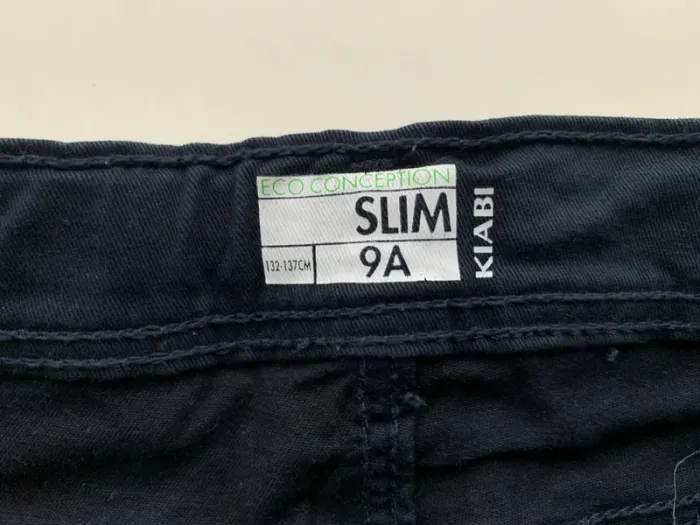 ECO CONCEPTION
SLIM
132-137CM
9A
KIABI